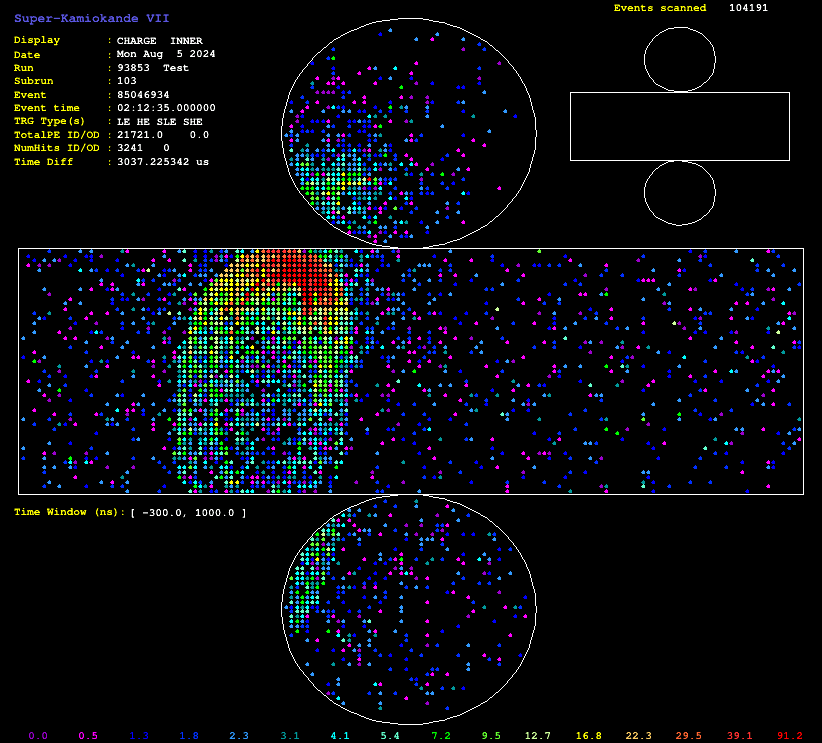 Super-Kamiokande VII
Events scanned 104191
Display : CHARGE INNER
Date : Mon Aug 5 2024
Run : 93853 Test
Subrun : 103
Event : 85046934
Event time : 02:12:35.000000
TRG Type(s) : LE HE SLE SHE
TotalPE ID/OD : 21721.0 0.0
NumHits ID/OD : 3241 0
Time Diff : 3037.225342 us
Time Window (ns): [ -300.0, 1000.0 ]
0.0 0.5 1.3 1.8 2.3 3.1 4.1 5.4 7.2 9.5 12.7 16.8 22.3 29.5 39.1 91.2